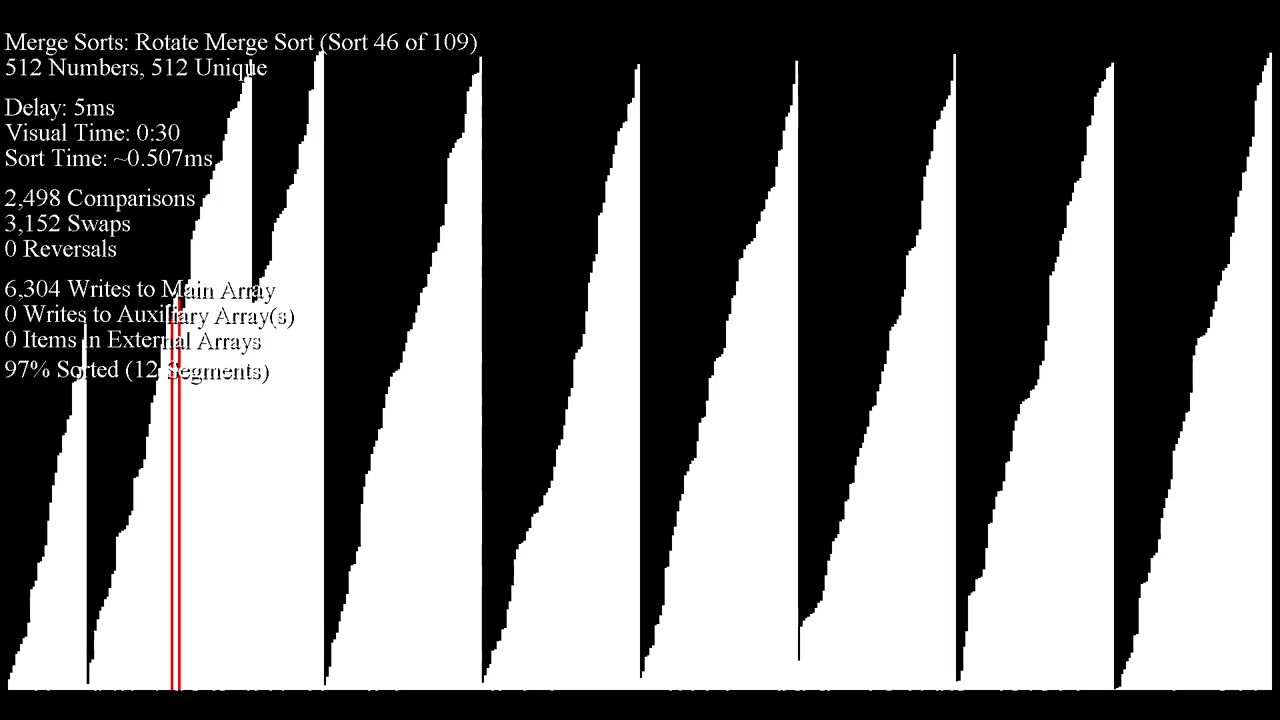 Merge Sorts: Rotate Merge Sort (Sort 46 of 109)
512 Numbers, 512 Unique
Delay: 5ms
Visual Time: 0:30
Sort Time: ~0.507ms
2,498 Comparisons
3,152 Swaps
0 Reversals
6,304 Writes to Main Array
0 Writes to Auxiliary Array(s)
0 Items in External Arrays
97% Sorted (12 Segments)